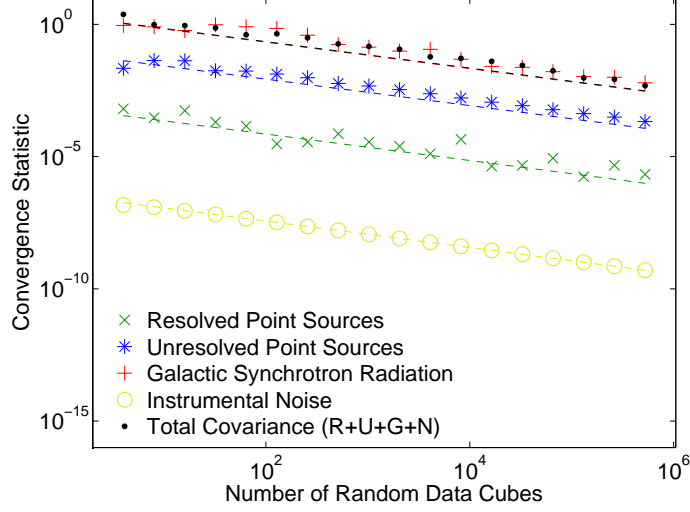 10^0
10^-5
10^-10
10^-15
Convergence Statistic
Resolved Point Sources
Unresolved Point Sources
Galactic Synchrotron Radiation
Instrumental Noise
Total Covariance (R+U+G+N)
10^2
10^4
10^6
Number of Random Data Cubes